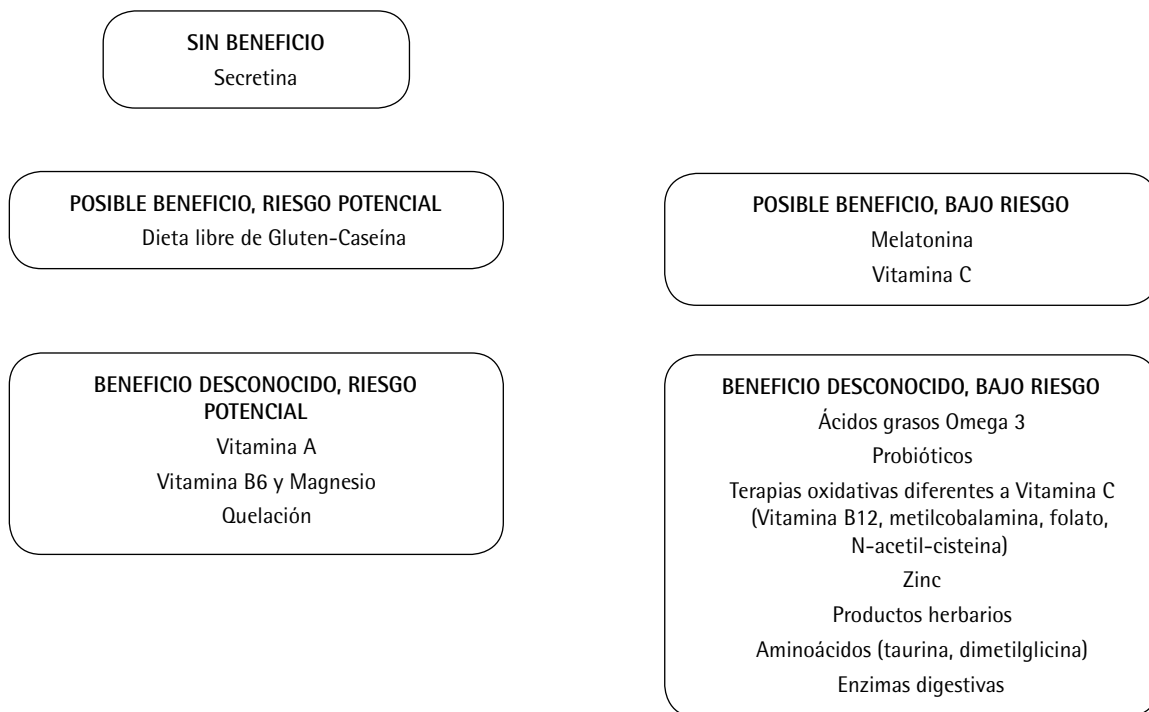 SIN BENEFICIO
Secretina
POSIBLE BENEFICIO, RIESGO POTENCIAL
Dieta libre de Gluten-Caseína
POSIBLE BENEFICIO, BAJO RIESGO
Melatonina
Vitamina C
BENEFICIO DESCONOCIDO, RIESGO
POTENCIAL
Vitamina A
Vitamina B6 y Magnesio
Quelación
BENEFICIO DESCONOCIDO, BAJO RIESGO
Ácidos grasos Omega 3
Probióticos
Terapias oxidativas diferentes a Vitamina C
(Vitamina B12, metilcobalamina, folato,
N-acetil-cisteina)
Zinc
Productos herbarios
Aminoácidos (taurina, dimetilglicina)
Enzimas digestivas